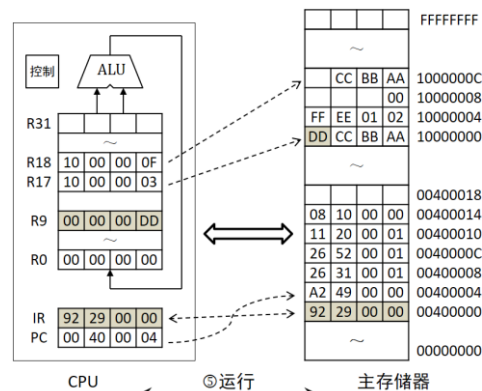 控制
ALU
R31
~
R18 10 00 00 0F
R17 10 00 00 03
R9 00 00 00 DD
~
R0 00 00 00 00
IR 92 29 00 00
PC 00 40 00 04
CPU
⑤运行
FFFFFFFF
~
CC BB AA 1000000C
00 10000008
FF EE 01 02 10000004
DD CC BB AA 10000000
~
00400018
08 10 00 00 00400014
11 20 00 01 00400010
26 52 00 01 0040000C
26 31 00 01 00400008
A2 49 00 00 00400004
92 29 00 00 00400000
~
00000000
主存储器